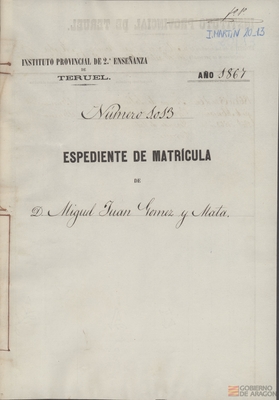 INSTITUTO PROVINCIAL DE 2.ª ENSEÑANZA
DE
TERUEL.
AÑO 1867
Número 1013
ESPEDIENTE DE MATRÍCULA
DE
D. Miguel Juan Gomez y Mata.
GOBIERNO
DE ARAGON